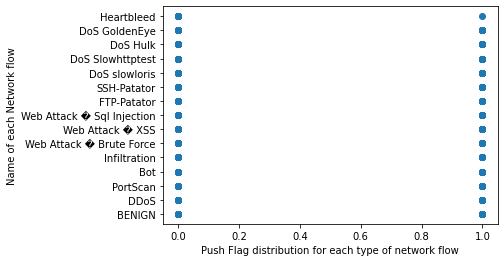 Heartbleed
DoS GoldenEye
DoS Hulk
DoS Slowhttptest
DoS slowloris
SSH-Patator
FTP-Patator
Web Attack � Sql Injection
Web Attack � XSS
Web Attack � Brute Force
Infiltration
Bot
PortScan
DDoS
BENIGN
Name of each Network flow
0.0 0.2 0.4 0.6 0.8 1.0
Push Flag distribution for each type of network flow